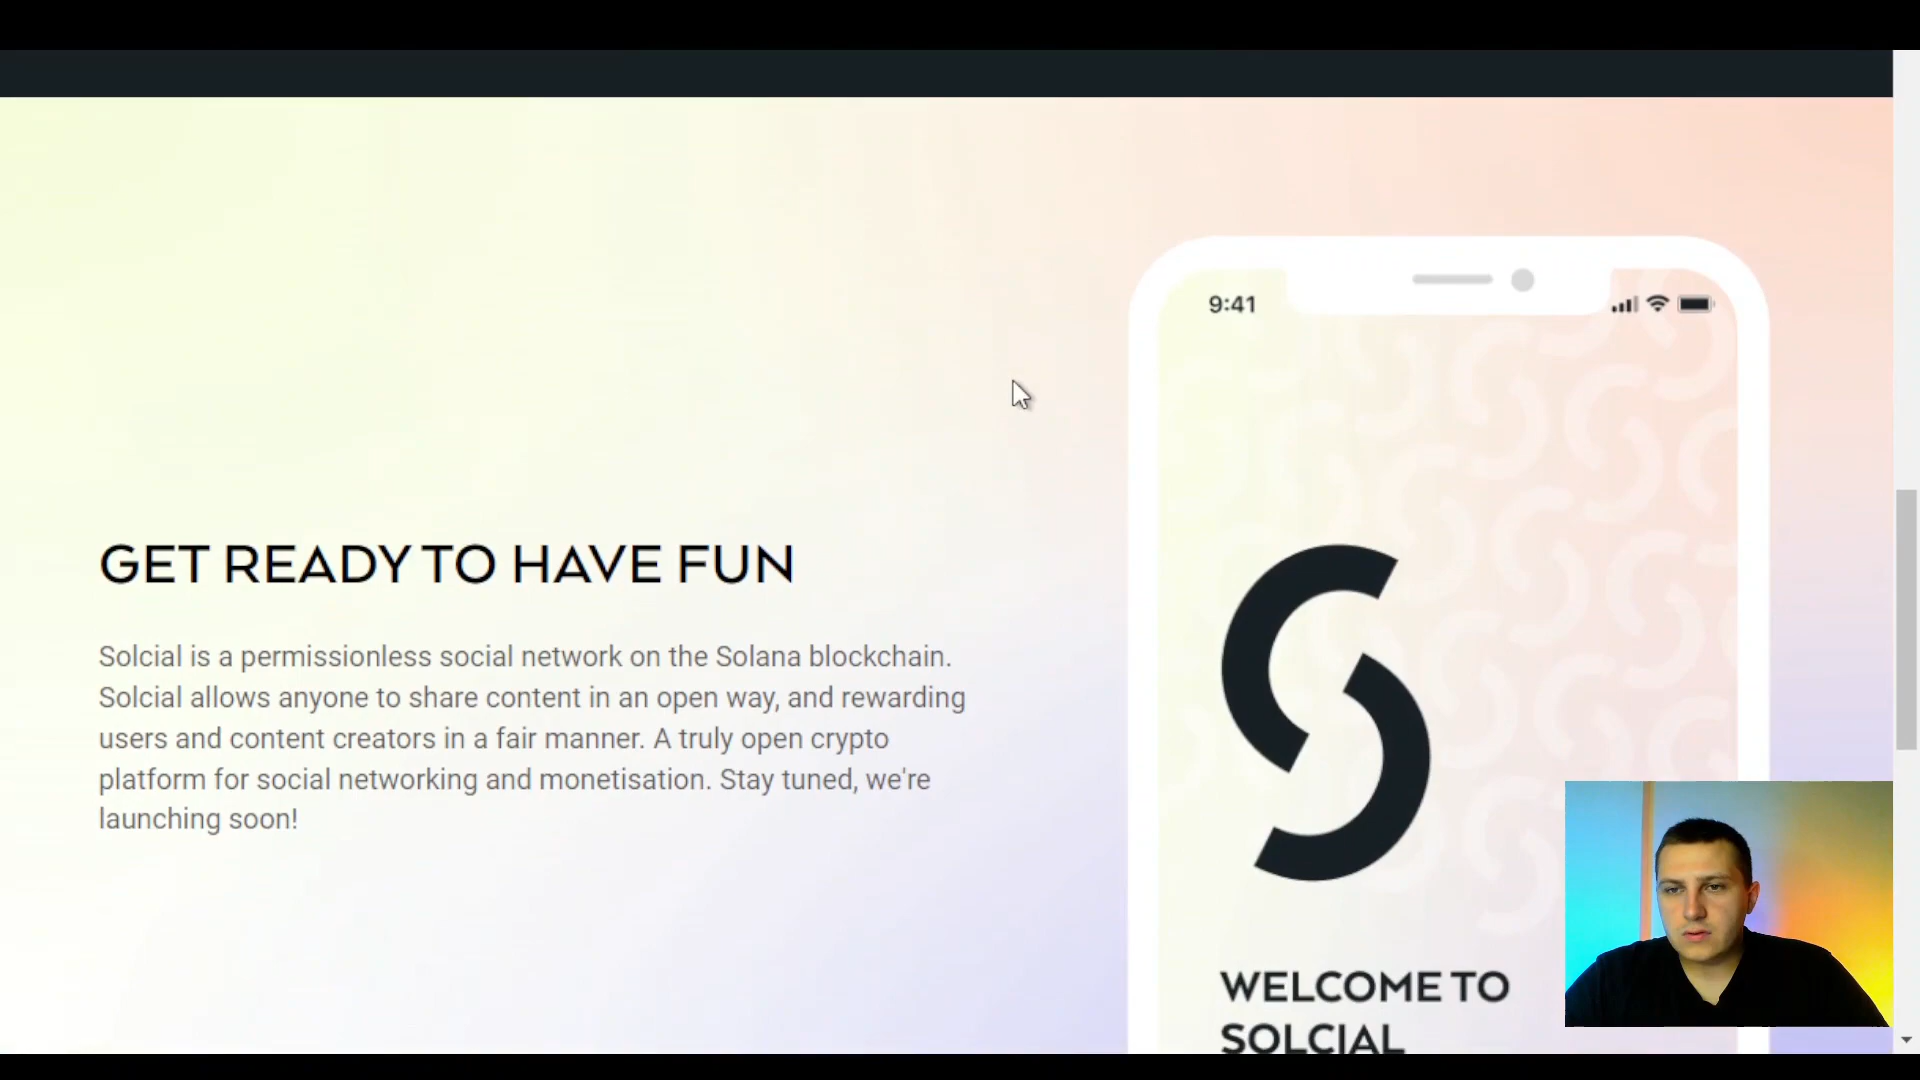 9:41
GET READY TO HAVE FUN
Solcial is a permissionless social network on the Solana blockchain.
Solcial allows anyone to share content in an open way, and rewarding
users and content creators in a fair manner. A truly open crypto
platform for social networking and monetisation. Stay tuned, we're
launching soon!
WELCOME TO
SOLCIAL